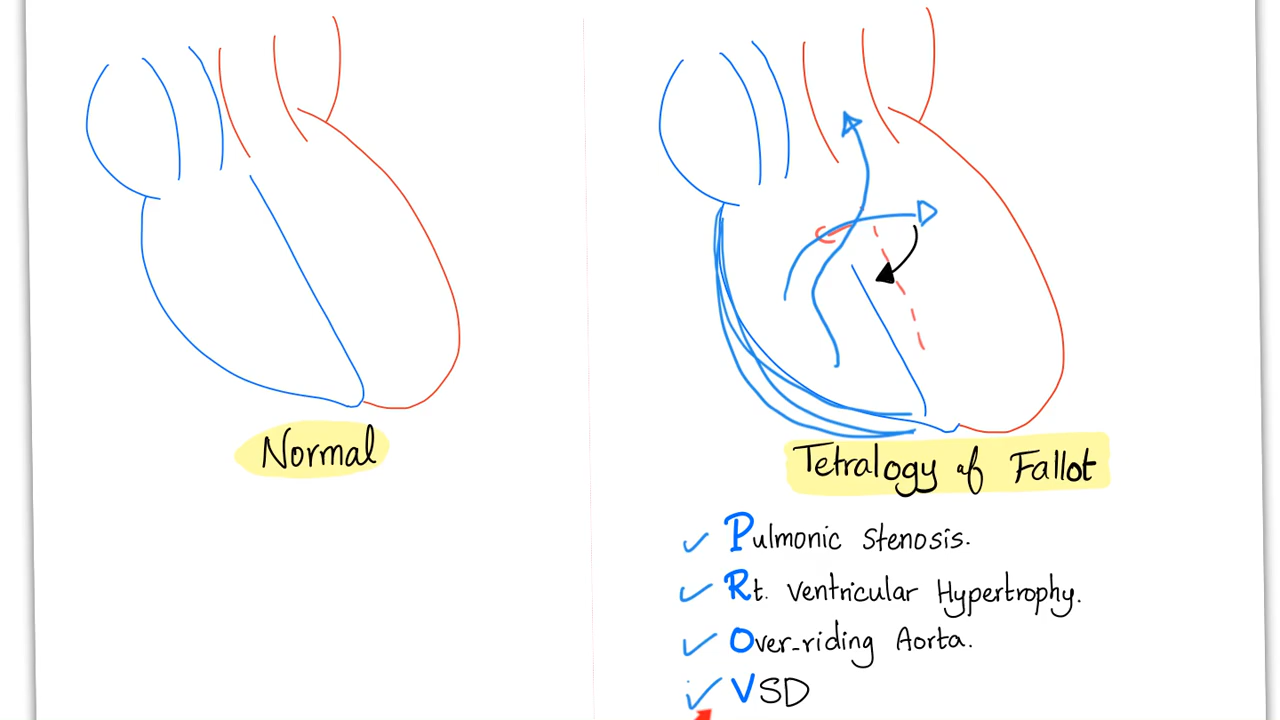 Normal
Tetralogy of Fallot
Pulmonic Stenosis.
Rt. Ventricular Hypertrophy.
Over-riding Aorta.
VSD